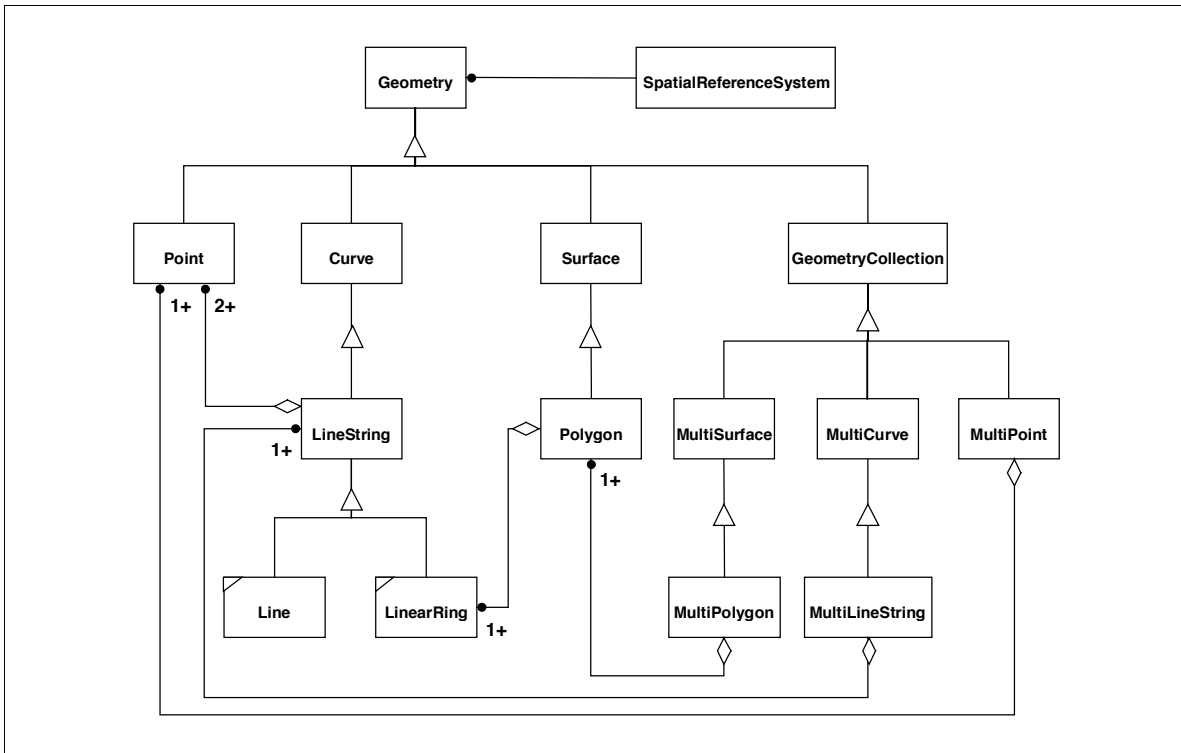 Geometry
SpatialReferenceSystem
Point
Curve
Surface
GeometryCollection
1+
2+
LineString
Polygon
MultiSurface
MultiCurve
MultiPoint
1+
1+
Line
LinearRing
MultiPolygon
MultiLineString
1+